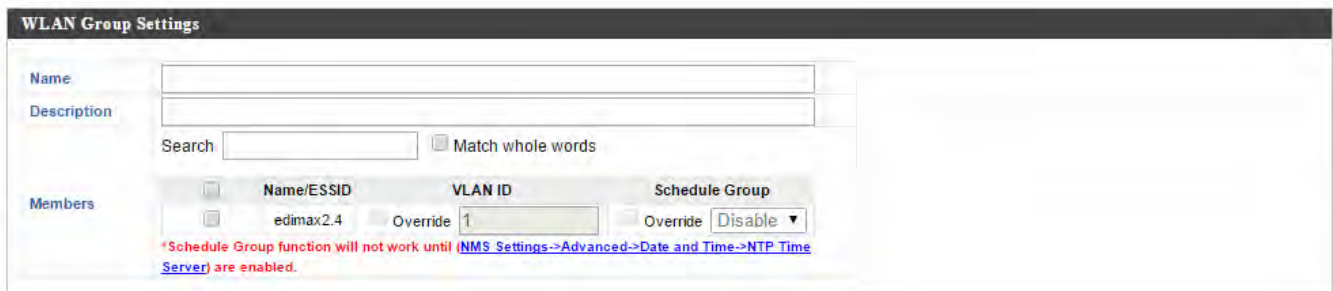 WLAN Group Settings
Name
Description
Search Match whole words
Members
Name/ESSID VLAN ID Schedule Group
edimax2.4 Override 1 Override Disable
*Schedule Group function will not work until (NMS Settings->Advanced->Date and Time->NTP Time
Server) are enabled.